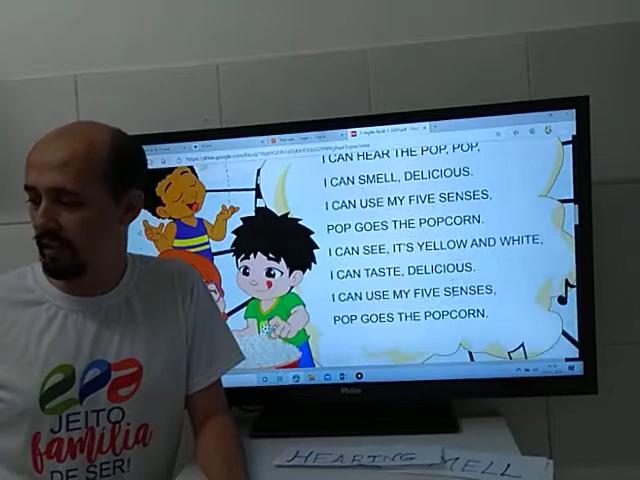 I CAN HEAR THE POP, POP,
I CAN SMELL, DELICIOUS.
I CAN USE MY FIVE SENSES,
POP GOES THE POPCORN.
I CAN SEE, IT'S YELLOW AND WHITE,
I CAN TASTE, DELICIOUS.
I CAN USE MY FIVE SENSES,
POP GOES THE POPCORN.
Philco
epa
JEITO
família
DE SER!
HEARING
MELL